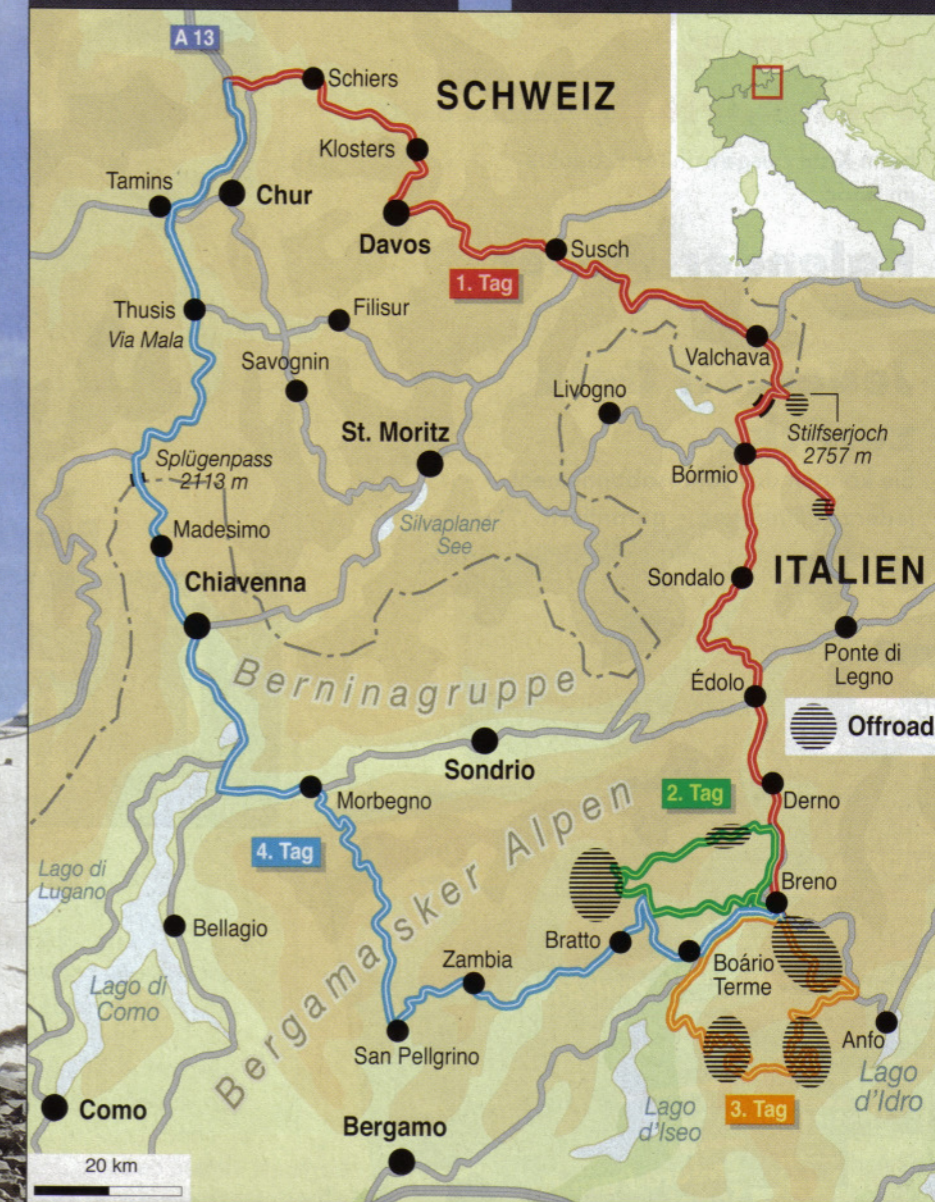 A 13
Schiers
SCHWEIZ
Klosters
Tamins
Chur
Davos
Susch
1. Tag
Thusis
Via Mala
Filisur
Savognin
Valchava
Livogno
St. Moritz
Stilfserjoch
2757 m
Splügenpass
2113 m
Bórmio
Silvaplaner
See
Madesimo
Chiavenna
Sondalo
ITALIEN
Berninagruppe
Ponte di
Legno
Édolo
Offroad
Sondrio
Morbegno
2. Tag
Derno
4. Tag
Bergamasker Alpen
Lago di
Lugano
Breno
Bellagio
Bratto
Zambia
Boário
Terme
Lago di
Como
San Pellgrino
Anfo
Lago
d'Idro
Como
Bergamo
Lago
d'Iseo
3. Tag
20 km